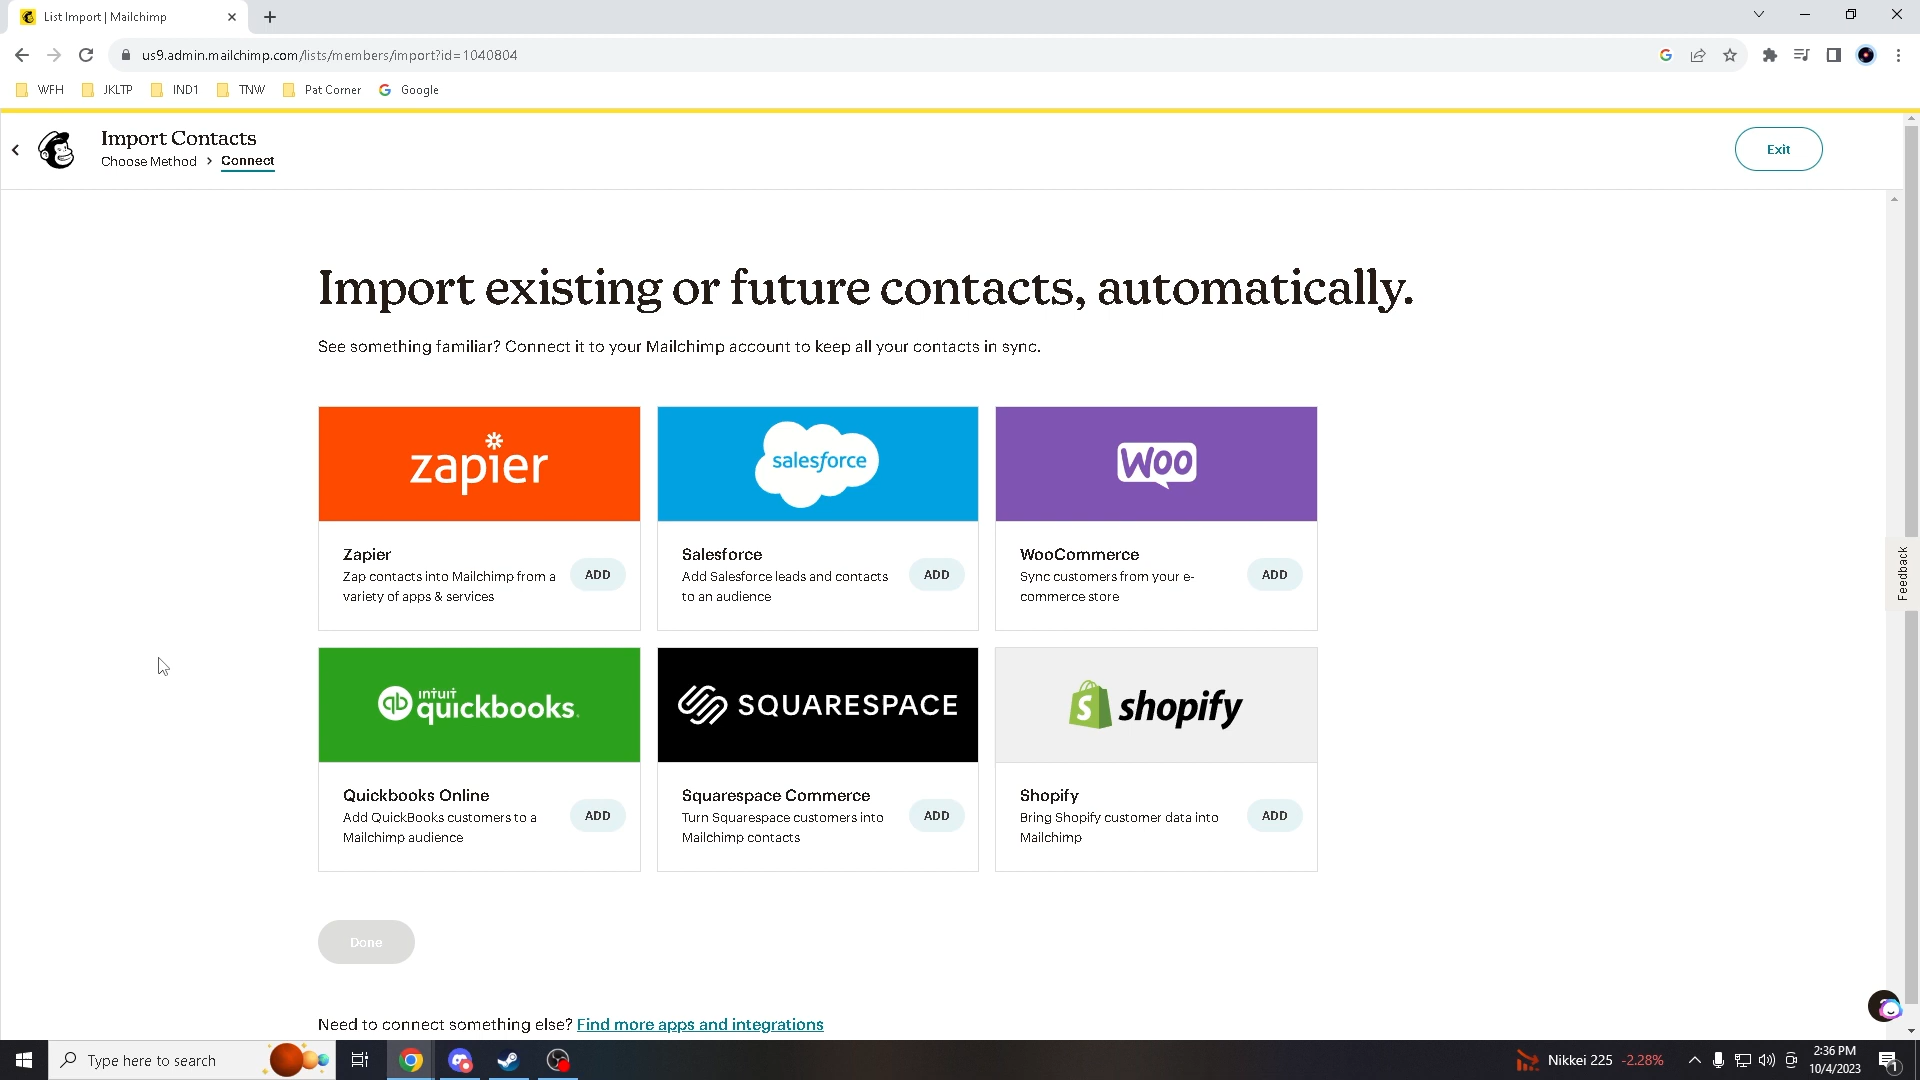 List Import | Mailchimp
us9.admin.mailchimp.com/lists/members/import?id=1040804
WFH JKLTP IND1 TNW Pat Corner Google
Import Contacts
Choose Method > Connect
Exit
Import existing or future contacts, automatically.
See something familiar? Connect it to your Mailchimp account to keep all your contacts in sync.
zapier
salesforce
WOO
Zapier
Zap contacts into Mailchimp from a
variety of apps & services
ADD
Salesforce
Add Salesforce leads and contacts
to an audience
ADD
WooCommerce
Sync customers from your e-
commerce store
ADD
Feedback
qb intuit quickbooks.
SQUARESPACE
S shopify
Quickbooks Online
Add QuickBooks customers to a
Mailchimp audience
ADD
Squarespace Commerce
Turn Squarespace customers into
Mailchimp contacts
ADD
Shopify
Bring Shopify customer data into
Mailchimp
ADD
Done
Need to connect something else? Find more apps and integrations
Type here to search
Nikkei 225 -2.28%
2:36 PM
10/4/2023
1